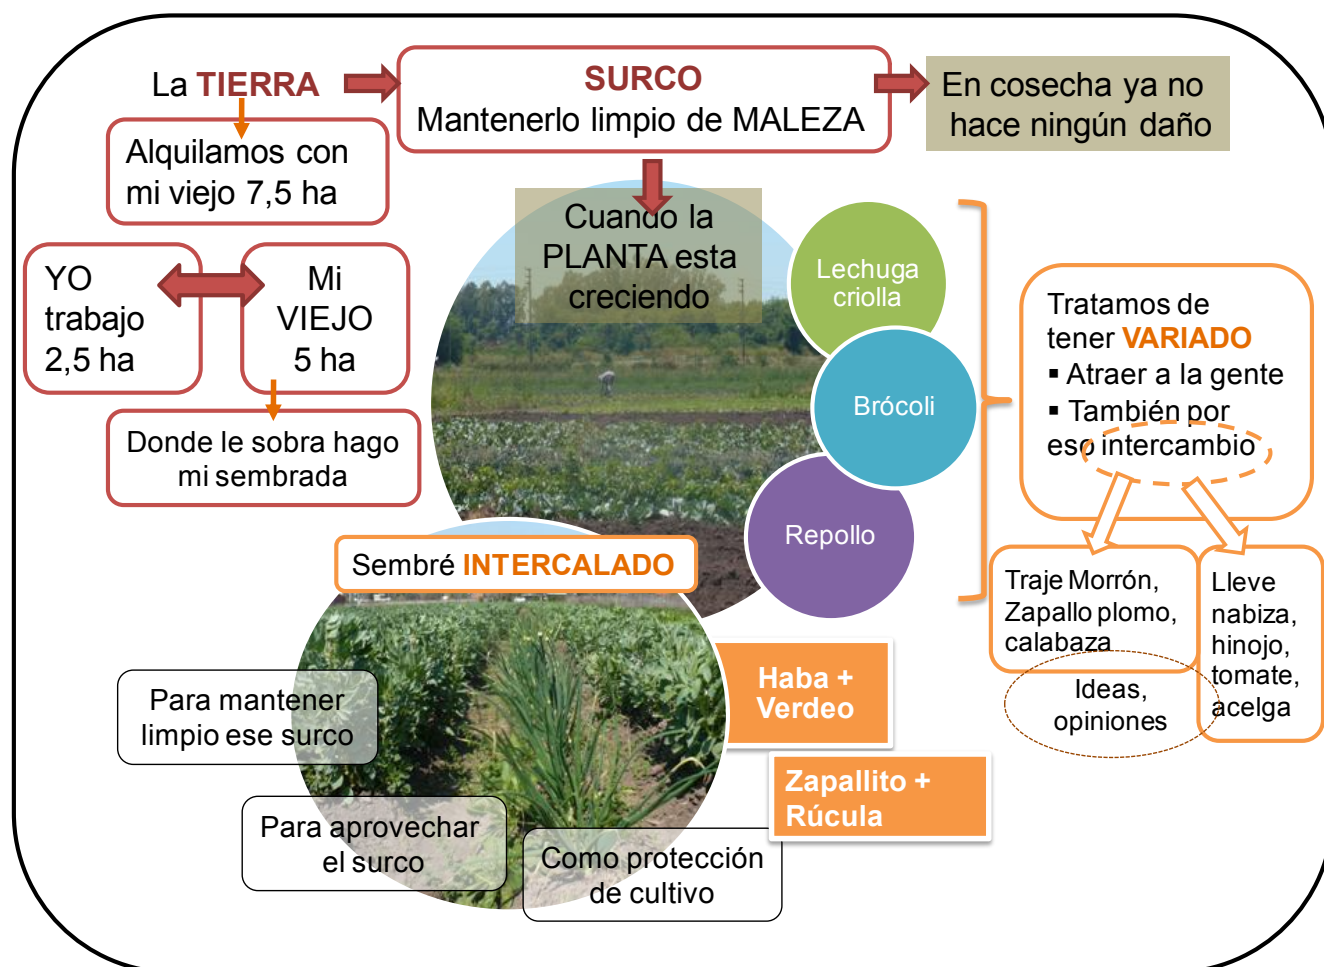 La TIERRA
SURCO
Mantenerlo limpio de MALEZA
En cosecha ya no
hace ningún daño
Alquilamos con
mi viejo 7,5 ha
Cuando la
PLANTA esta
creciendo
YO
trabajo
2,5 ha
Mi
VIEJO
5 ha
Donde le sobra hago
mi sembrada
Lechuga
criolla
Brócoli
Repollo
Tratamos de
tener VARIADO
▪ Atraer a la gente
▪ También por
eso intercambio
Traje Morrón,
Zapallo plomo,
calabaza
Ideas,
opiniones
Lleve
nabiza,
hinojo,
tomate,
acelga
Sembré INTERCALADO
Haba +
Verdeo
Zapallito +
Rúcula
Para mantener
limpio ese surco
Para aprovechar
el surco
Como protección
de cultivo